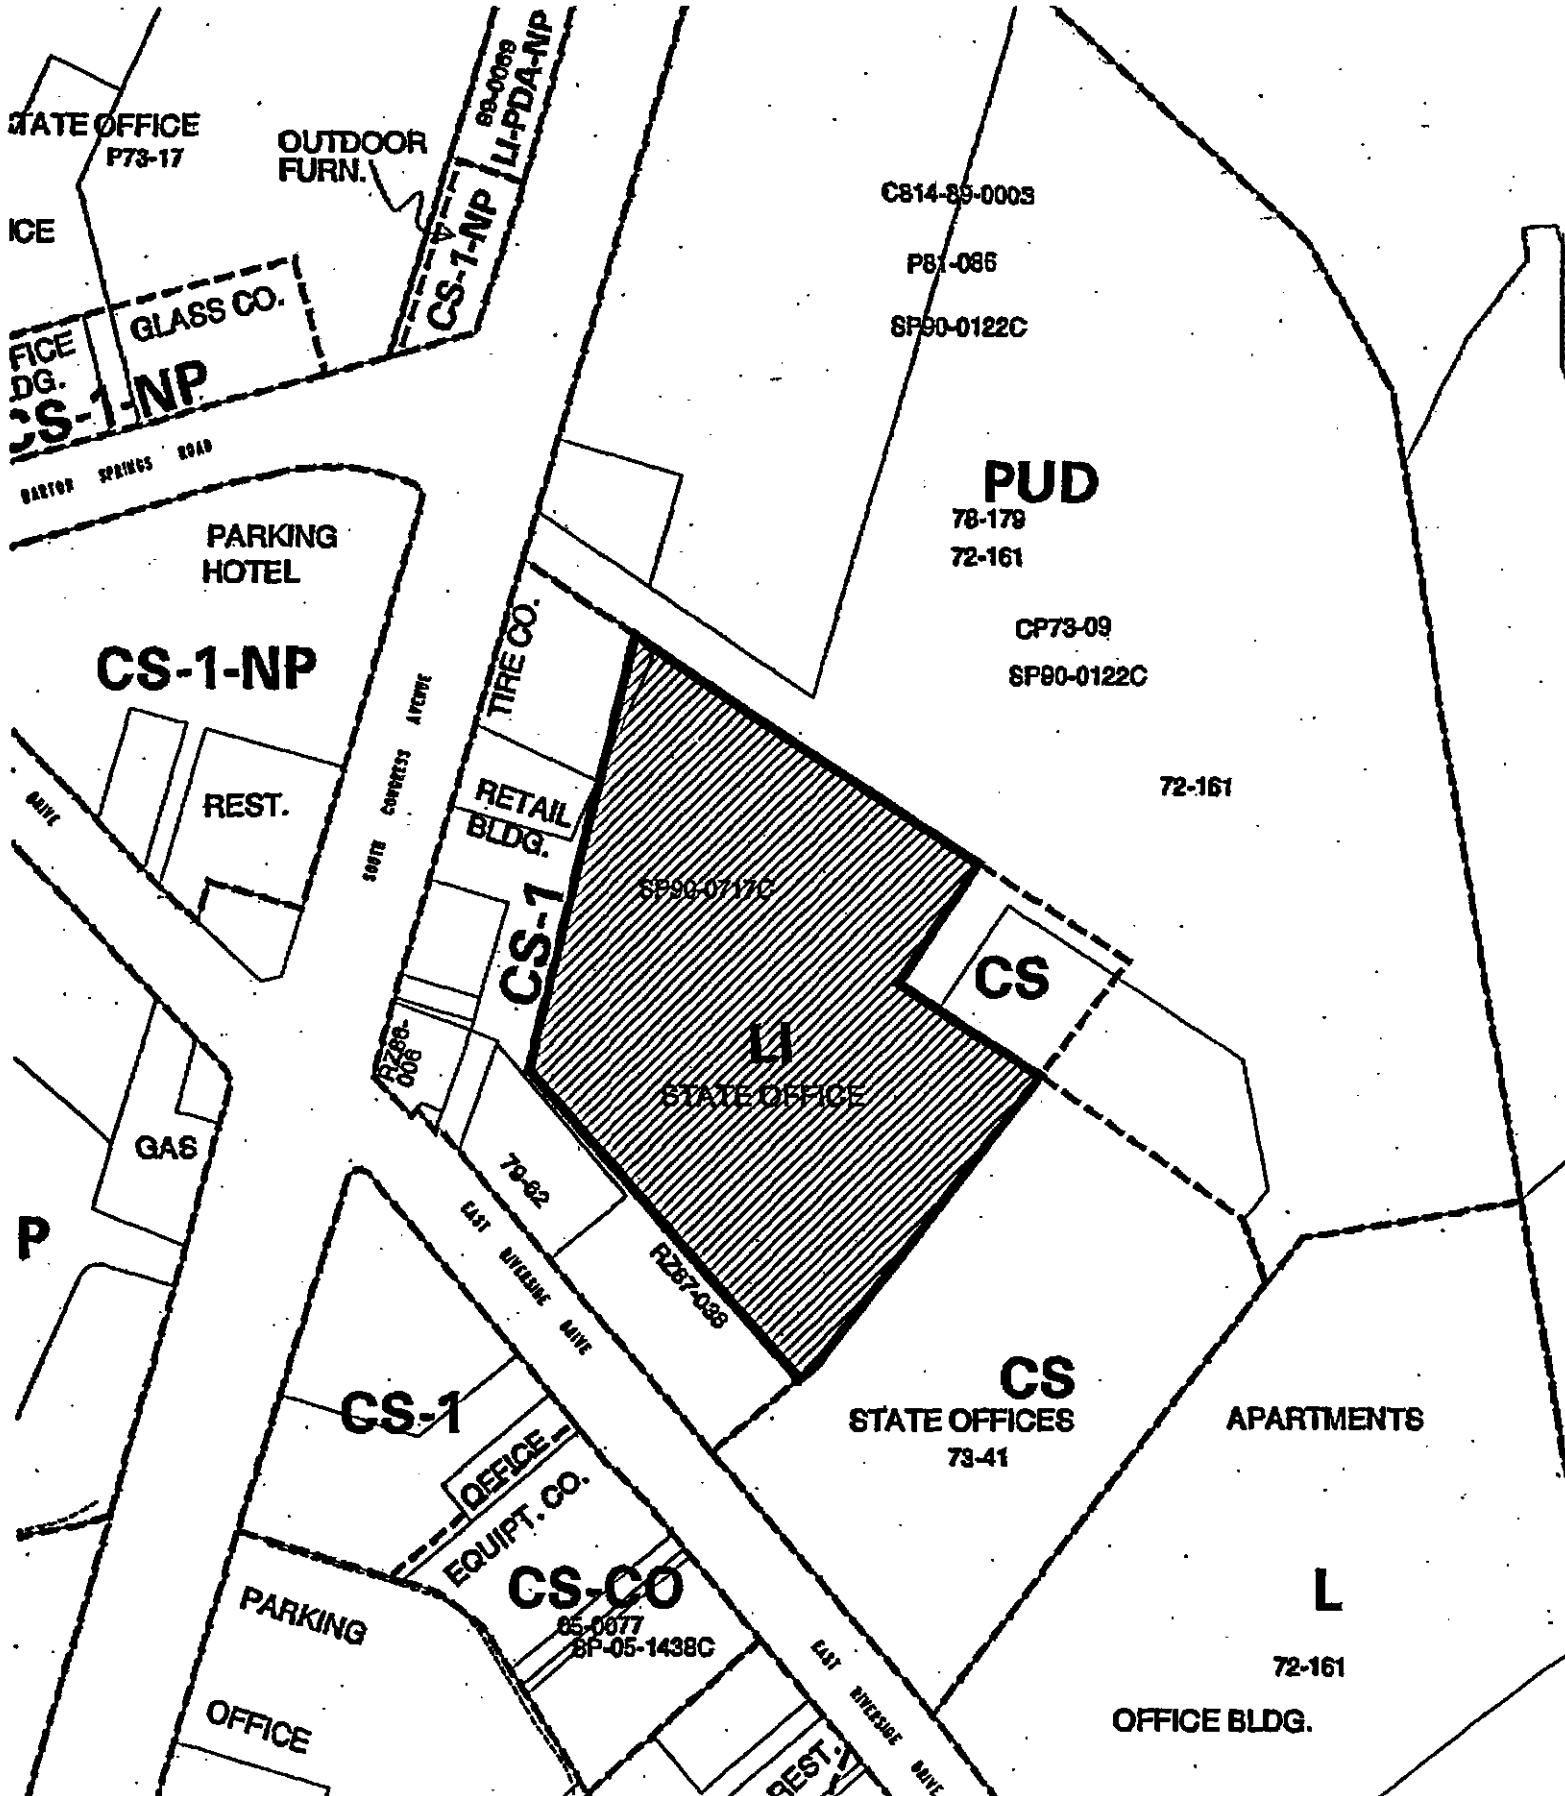 99-0069
LI-PDA-NP
STATE OFFICE
P73-17
OUTDOOR
FURN.
ICE
CS-1-NP
C814-89-0003
P81-086
SP90-0122C
GLASS CO.
FICE
DG.
CS-1-NP
BARTON SPRINGS ROAD
PUD
78-179
72-161
PARKING
HOTEL
CP73-09
SP90-0122C
CS-1-NP
TIRE CO.
SOUTH CONGRESS AVENUE
72-161
DRIVE
REST.
RETAIL
BLDG.
SP90-0717C
CS-1
CS
LI
STATE OFFICE
RZ86-
006
GAS
79-62
P
EAST RIVERSIDE DRIVE
RZ87-038
CS
STATE OFFICES
73-41
APARTMENTS
CS-1
OFFICE
EQUIPT. CO.
CS-CO
05-0077
SP-05-1438C
L
72-161
OFFICE BLDG.
PARKING
OFFICE
EAST RIVERSIDE DRIVE
REST.